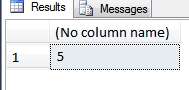 Results Messages
(No column name)
1 5